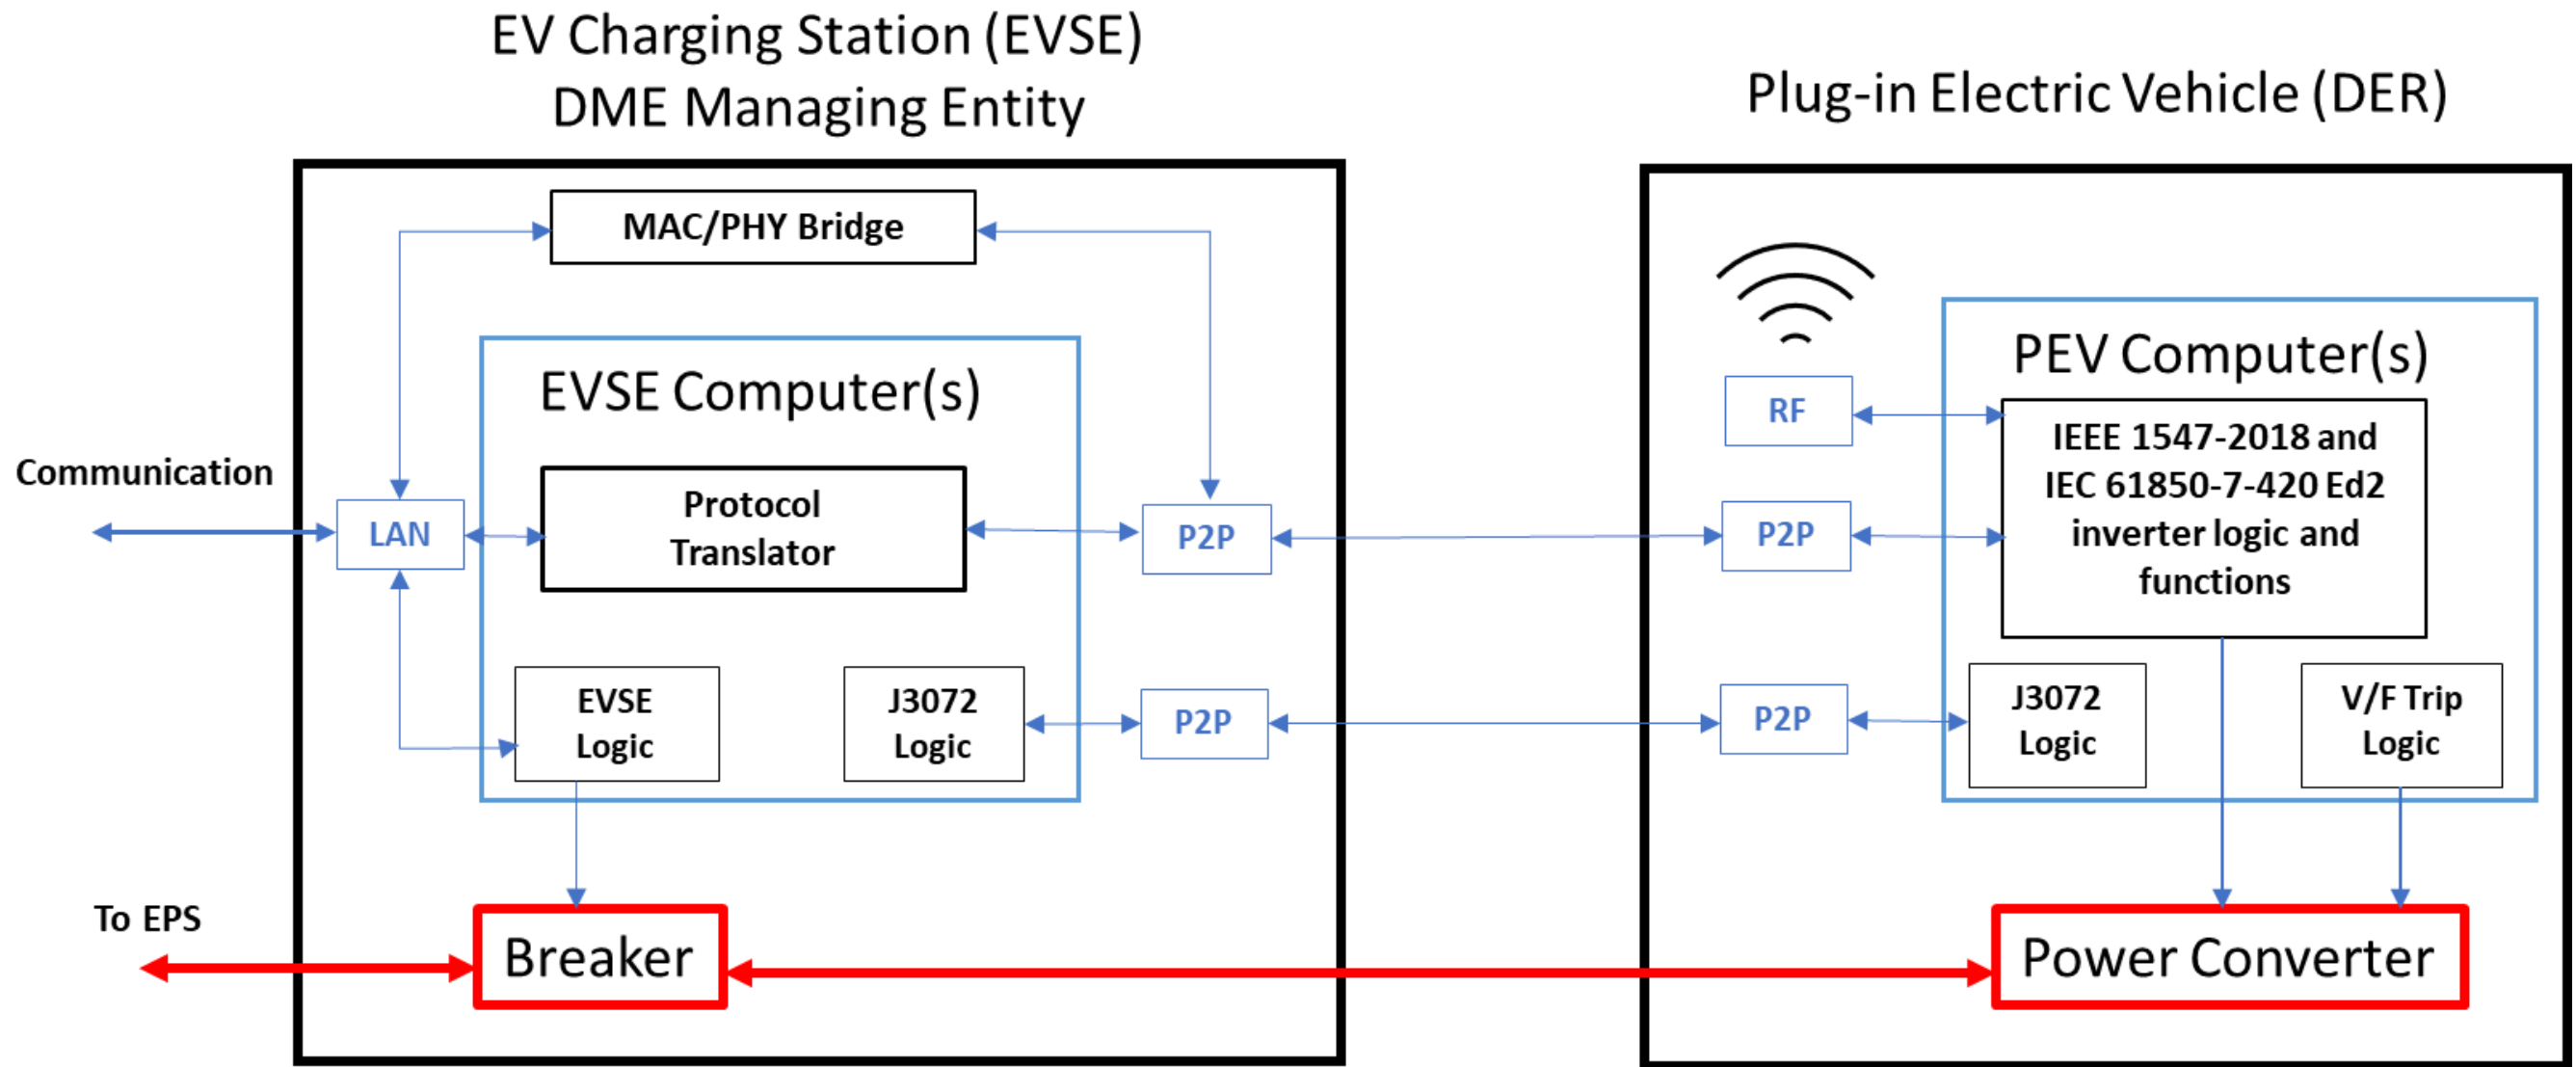 EV Charging Station (EVSE)
DME Managing Entity
Plug-in Electric Vehicle (DER)
MAC/PHY Bridge
EVSE Computer(s)
PEV Computer(s)
RF
IEEE 1547-2018 and
IEC 61850-7-420 Ed2
inverter logic and
functions
Communication
LAN
Protocol
Translator
P2P
P2P
EVSE
Logic
J3072
Logic
P2P
P2P
J3072
Logic
V/F Trip
Logic
To EPS
Breaker
Power Converter